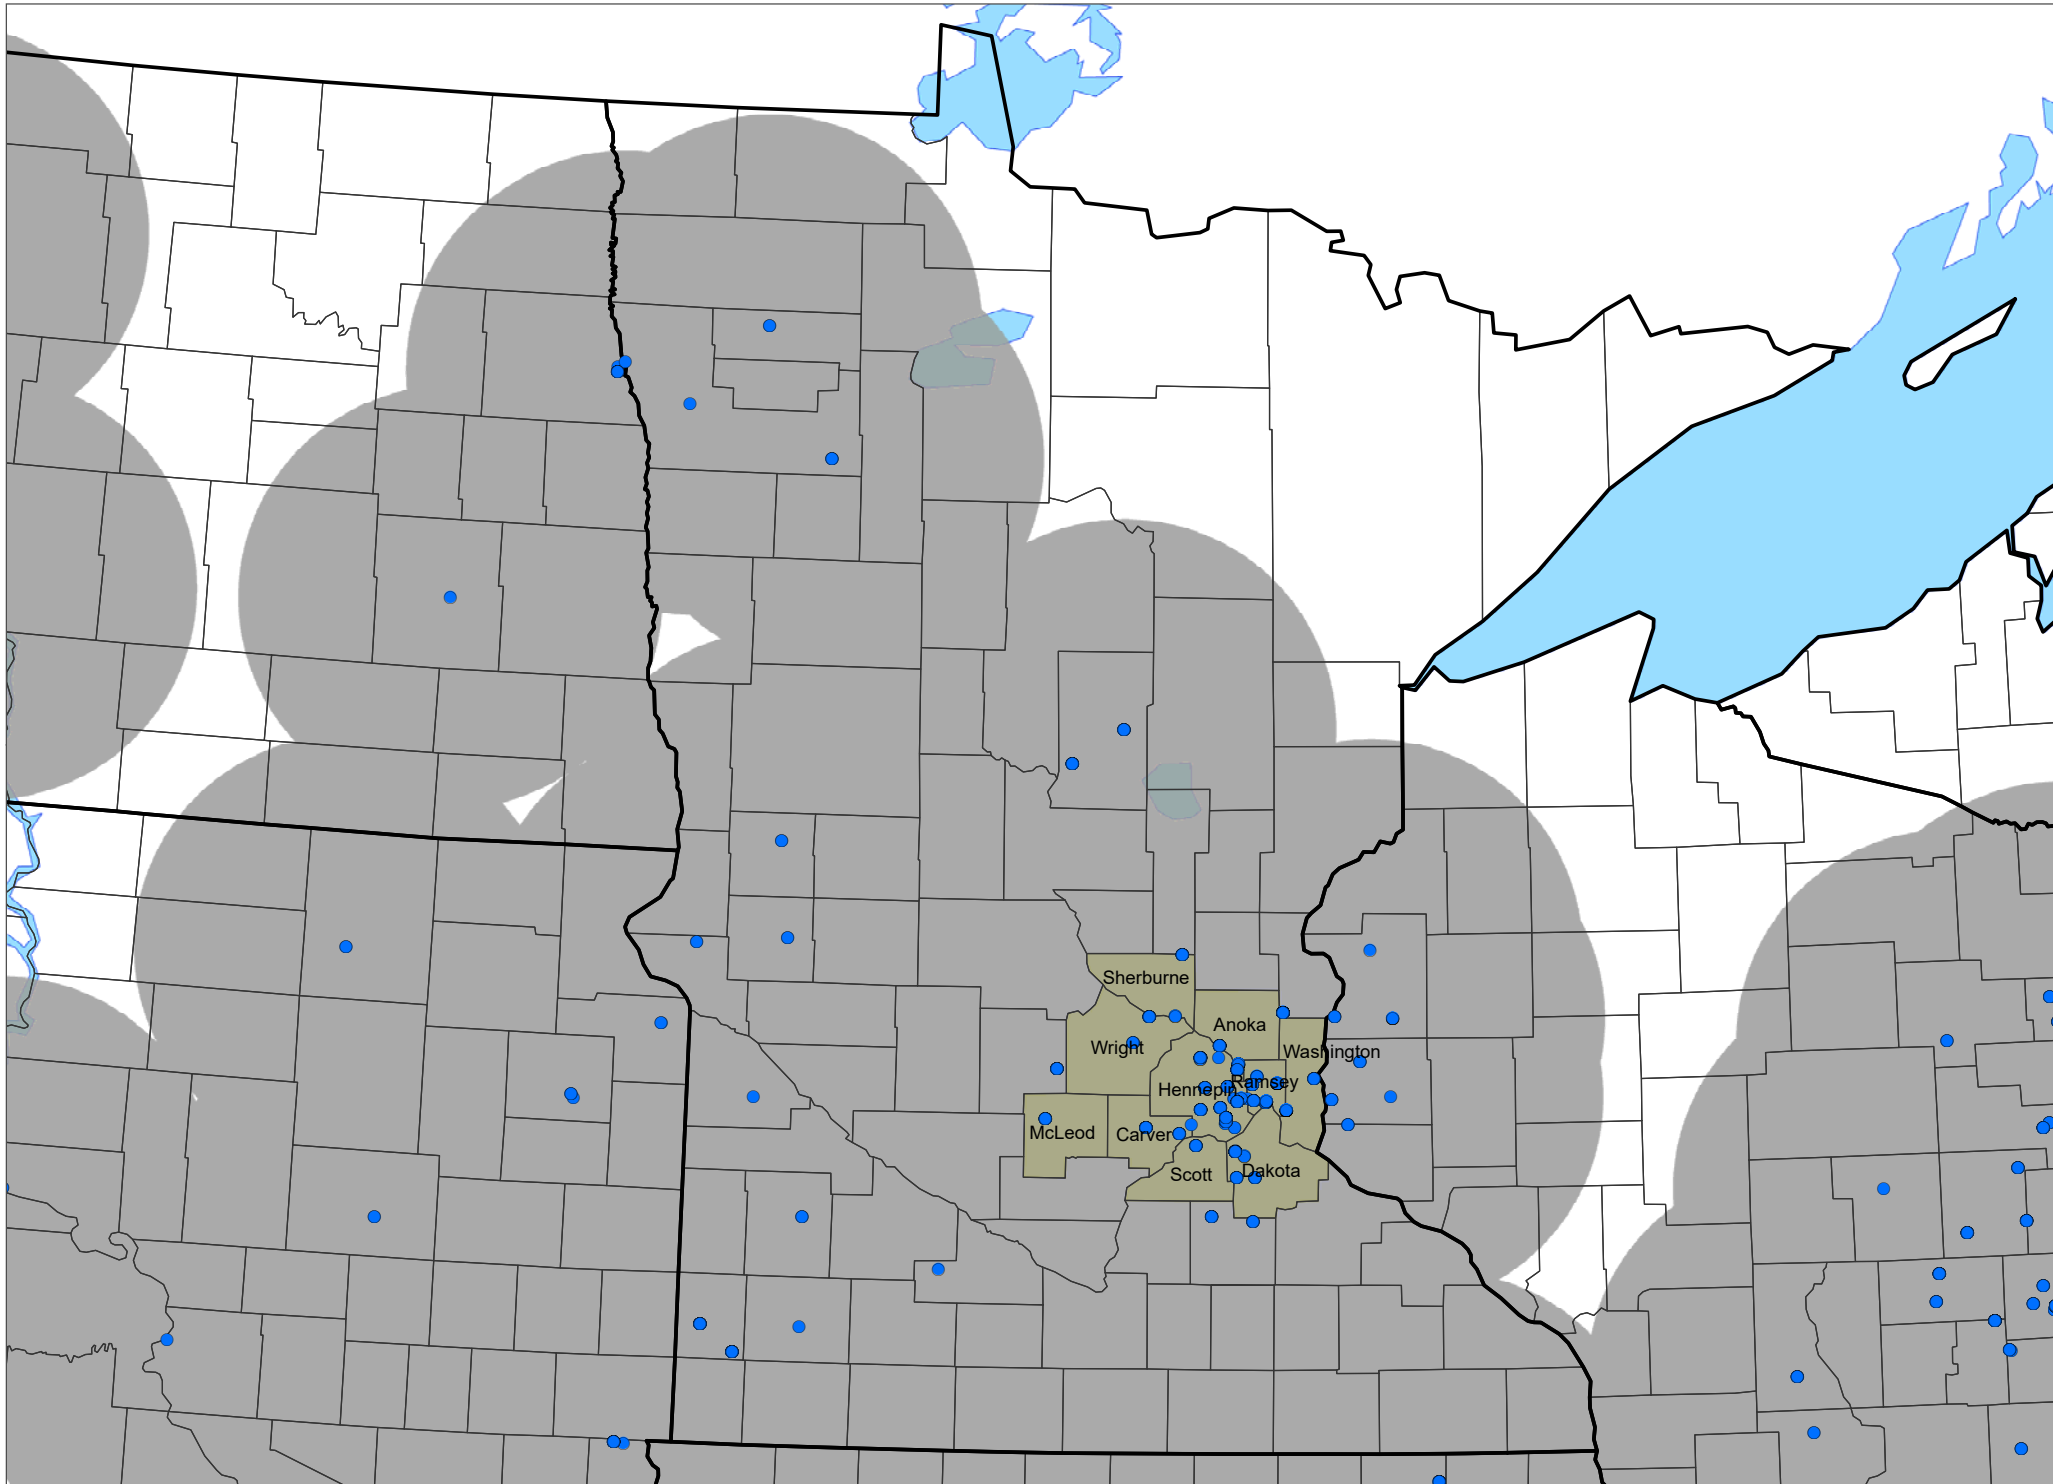 Sherburne
Anoka
Wright
Washington
Hennepin
Ramsey
McLeod
Carver
Scott
Dakota